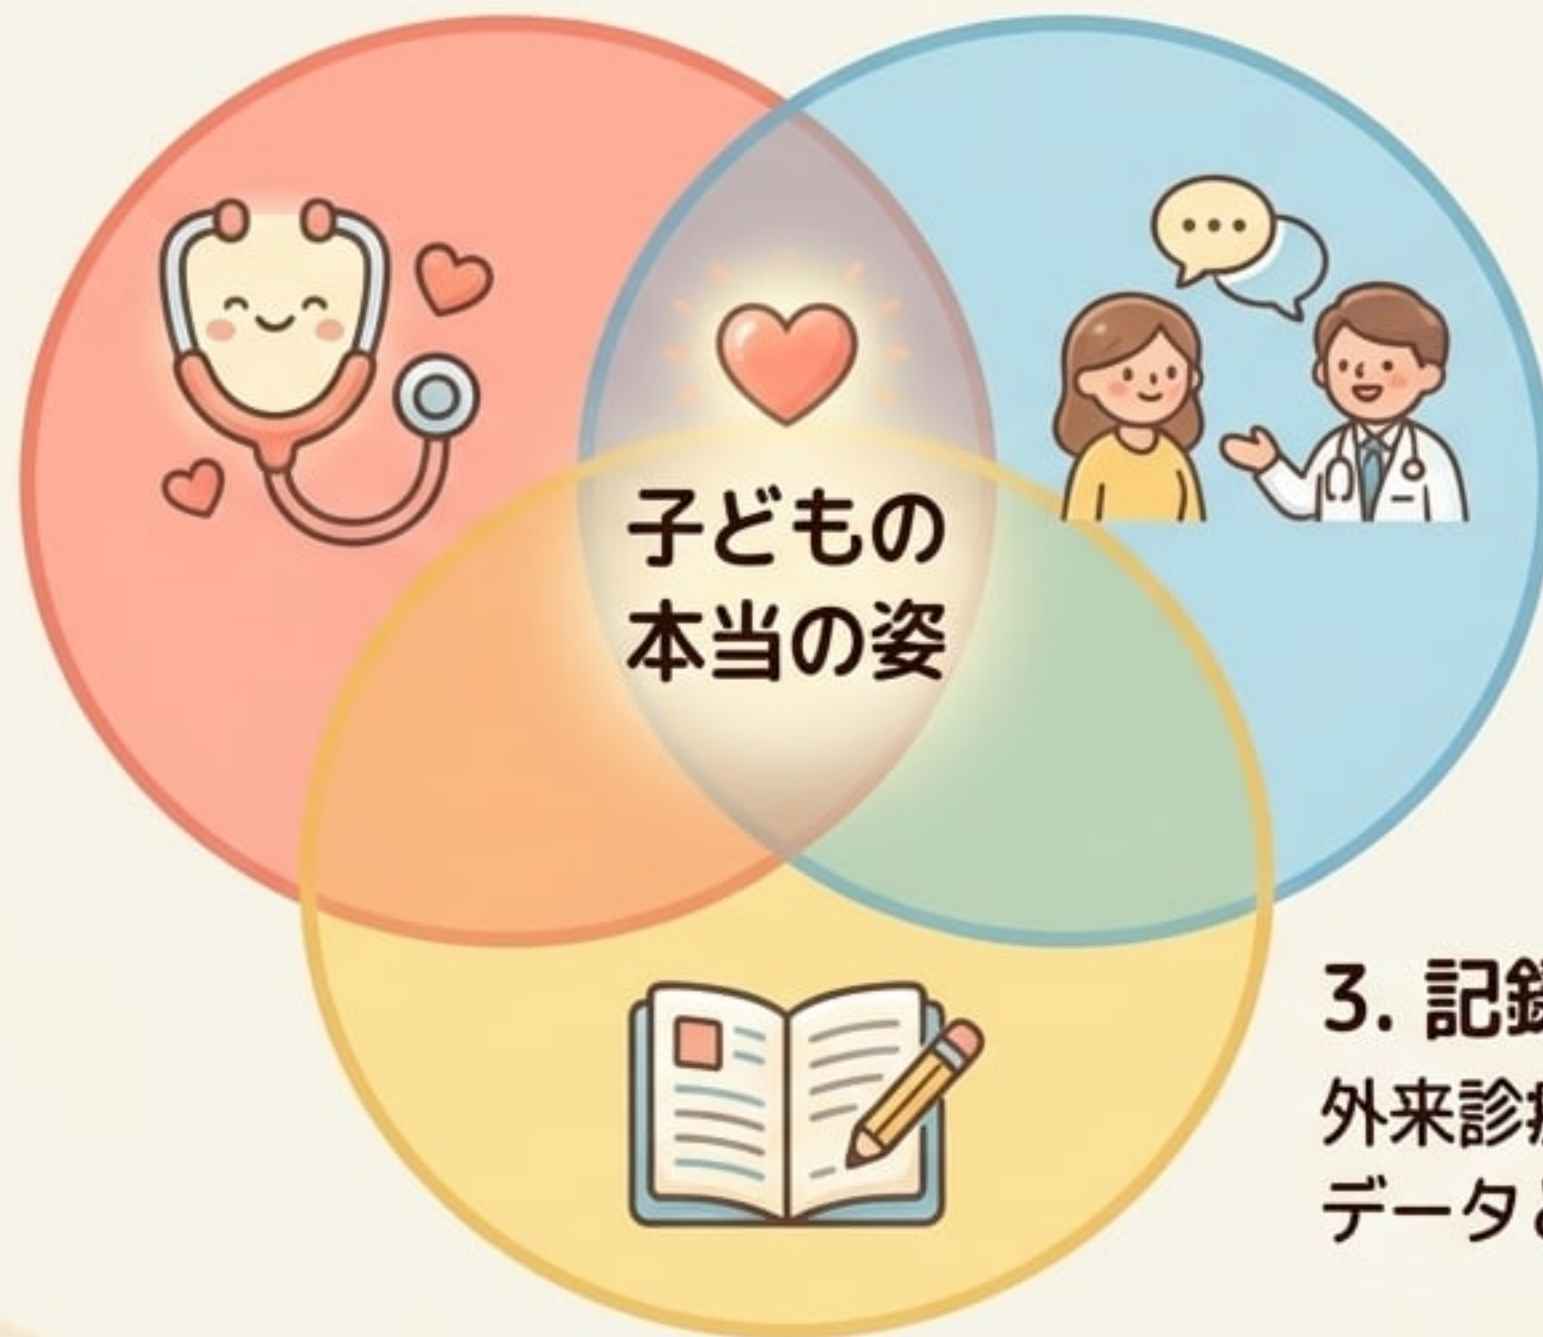 子どもの
本当の姿
3. 記
外来診
データ